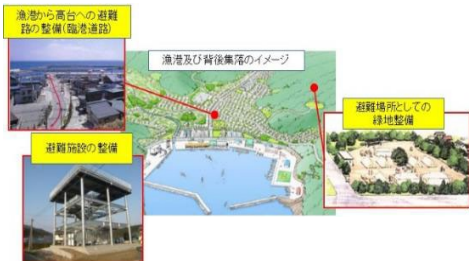 漁港から高台への避難
路の整備(臨港道路)
漁港及び背後集落のイメージ
避難場所としての
緑地整備
避難施設の整備